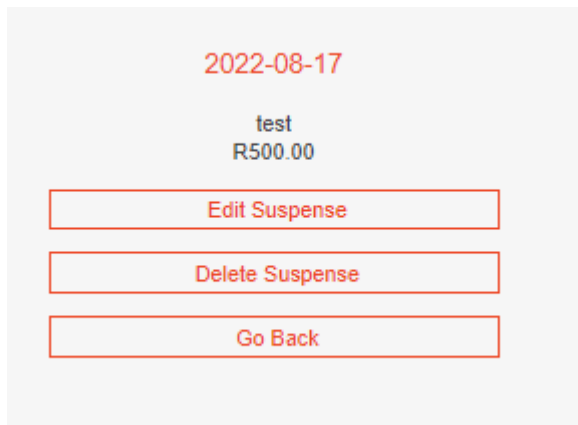 2022-08-17
test
R500.00
Edit Suspense
Delete Suspense
Go Back